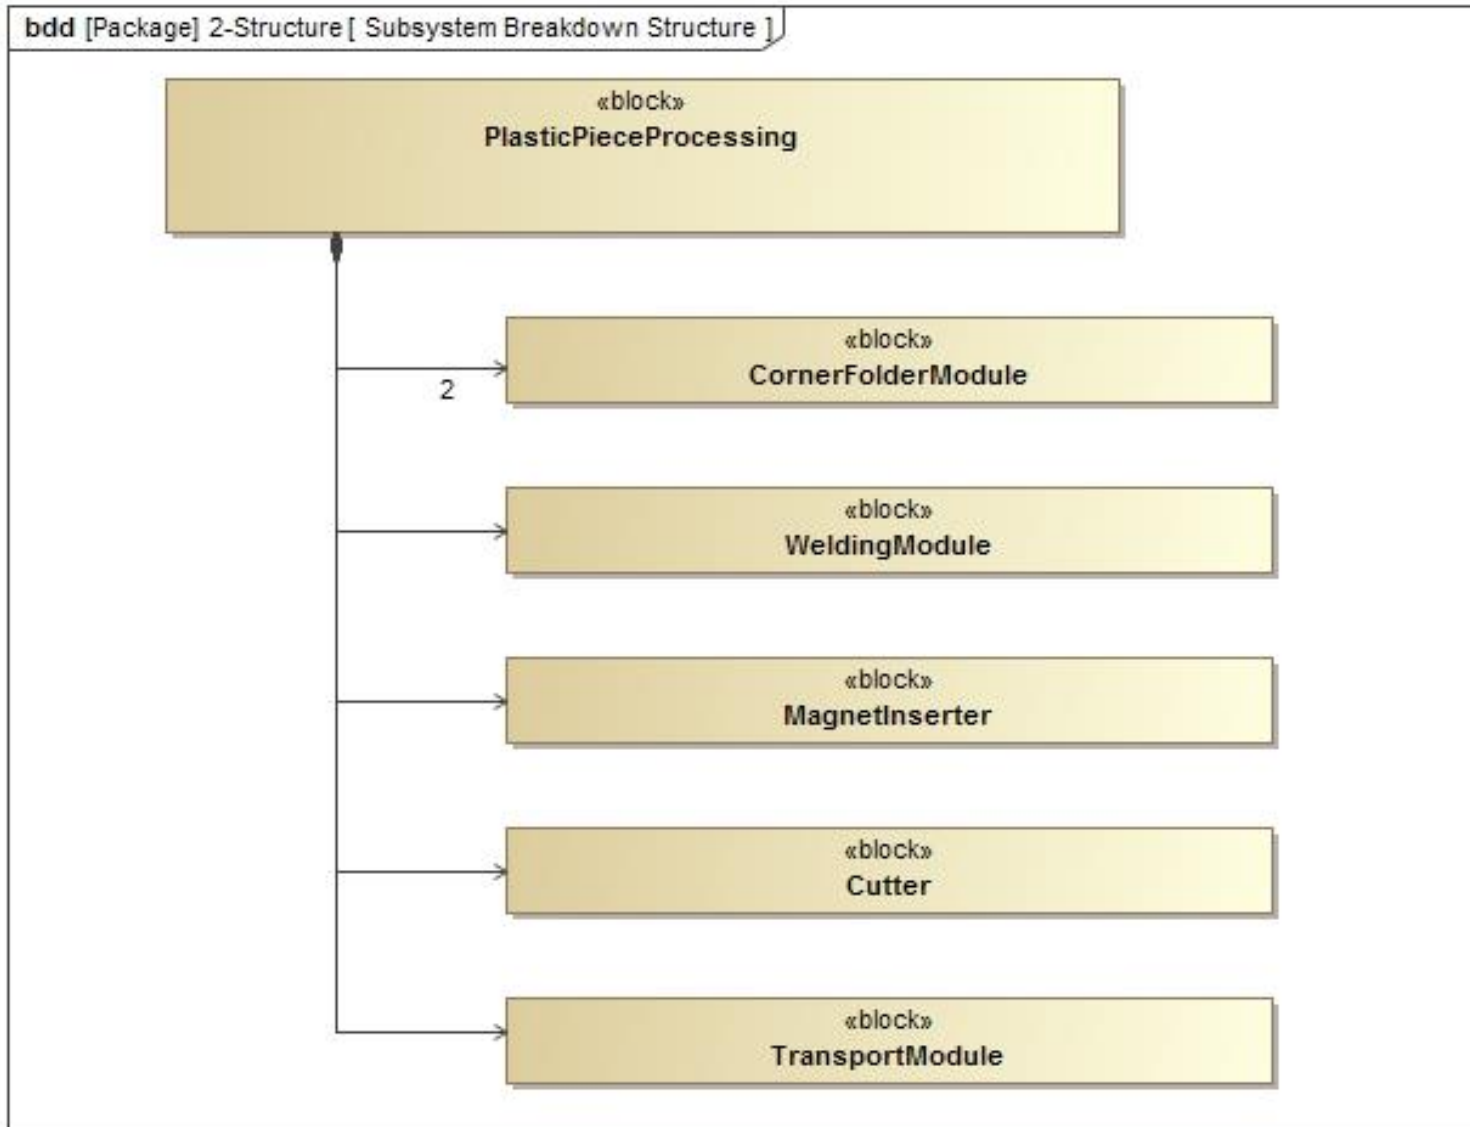 bdd [Package] 2-Structure [ Subsystem Breakdown Structure ]
«block»
PlasticPieceProcessing
«block»
CornerFolderModule
2
«block»
WeldingModule
«block»
MagnetInserter
«block»
Cutter
«block»
TransportModule